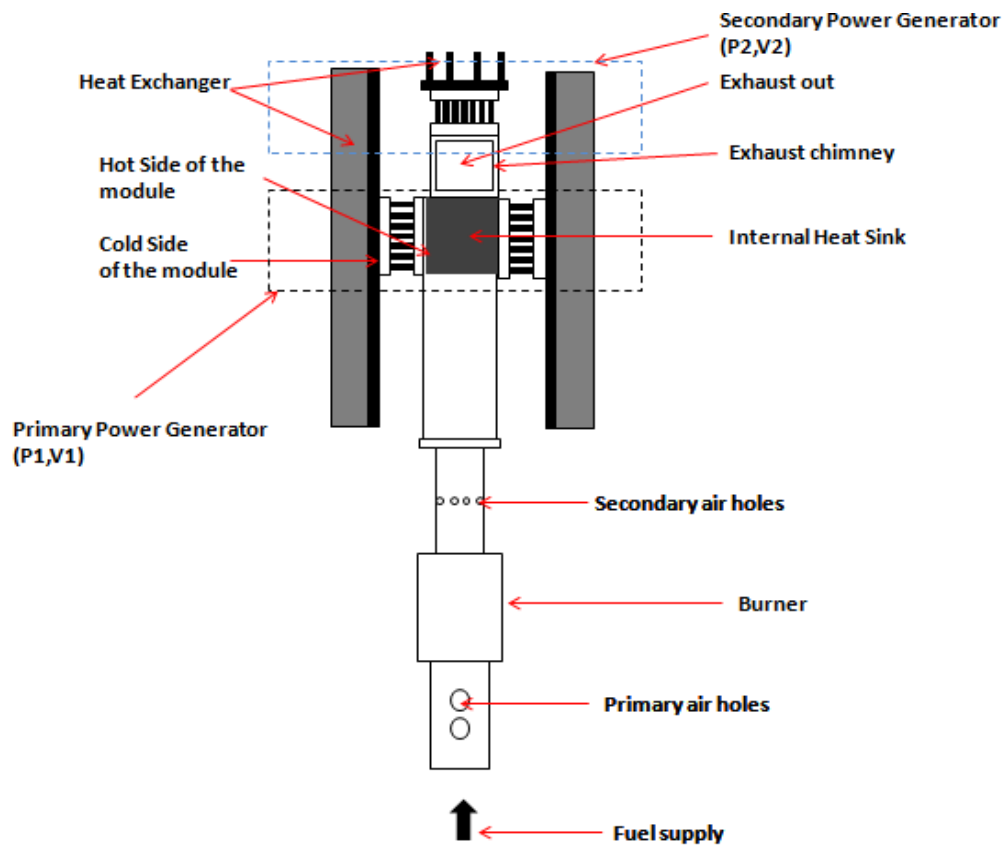 Secondary Power Generator
(P2,V2)
Heat Exchanger
Exhaust out
Hot Side of the
module
Exhaust chimney
Cold Side
of the module
Internal Heat Sink
Primary Power Generator
(P1,V1)
Secondary air holes
Burner
Primary air holes
Fuel supply